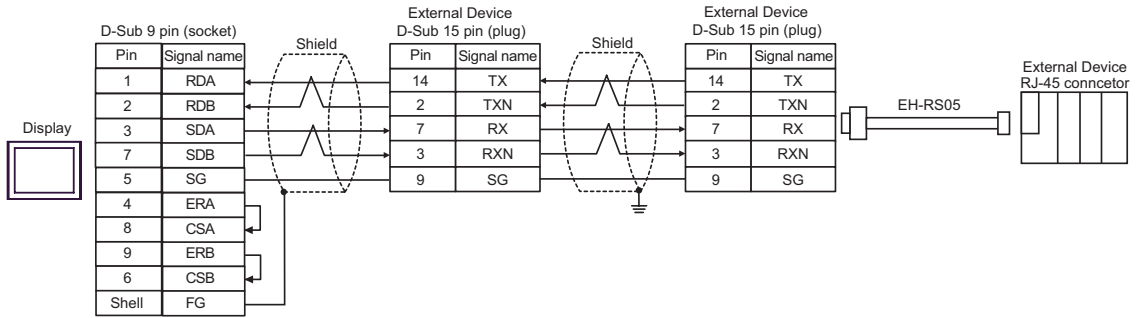 External Device
External Device
D-Sub 9 pin (socket)
D-Sub 15 pin (plug)
D-Sub 15 pin (plug)
Display
Pin Signal name
1 RDA
2 RDB
3 SDA
7 SDB
5 SG
4 ERA
8 CSA
9 ERB
6 CSB
Shell FG
Shield
Pin Signal name
14 TX
2 TXN
7 RX
3 RXN
9 SG
Shield
Pin Signal name
14 TX
2 TXN
7 RX
3 RXN
9 SG
EH-RS05
External Device
RJ-45 conncetor